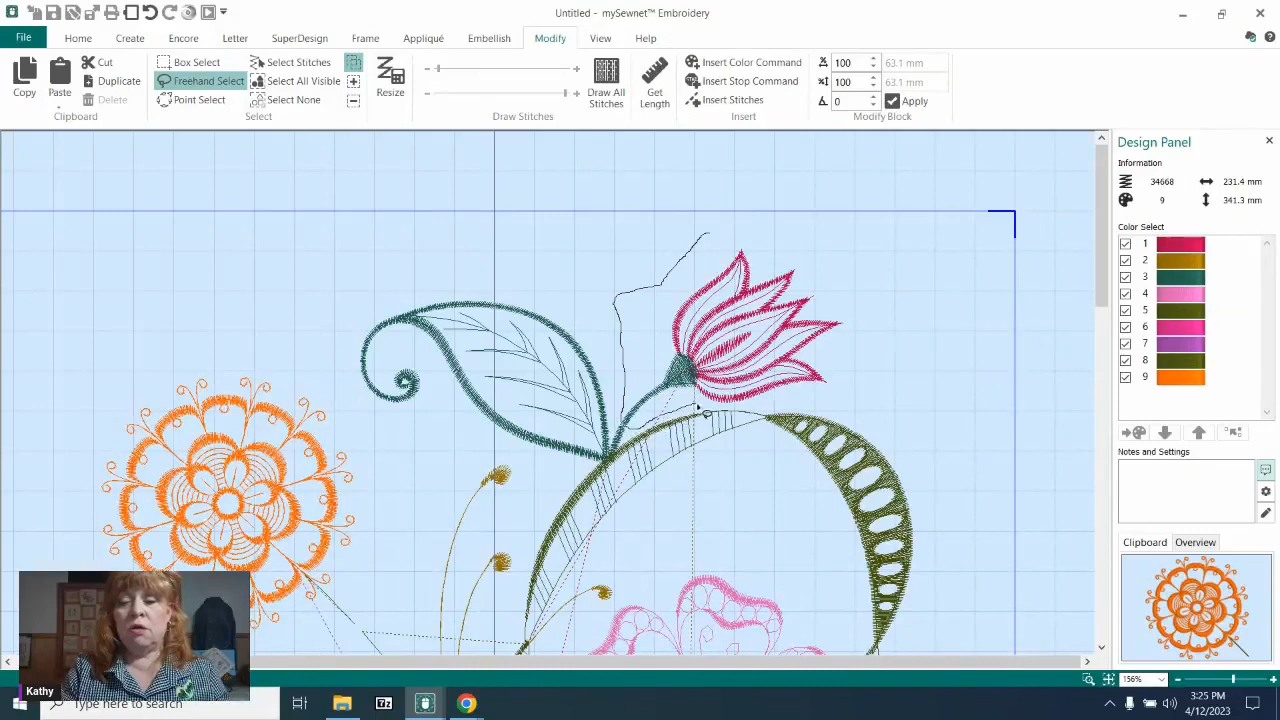 Untitled - mySewnet™ Embroidery
File Home Create Encore Letter SuperDesign Frame Appliqué Embellish Modify View Help
Copy
Paste
Cut
Duplicate
Delete
Clipboard
Box Select
Freehand Select
Point Select
Select Stitches
Select All Visible
Select None
Select
Resize
Draw All
Stitches
Draw Stitches
Get
Length
Insert Color Command
Insert Stop Command
Insert Stitches
Insert
100 63.1 mm
100 63.1 mm
0 Apply
Modify Block
Design Panel
Information
34668 231.4 mm
9 341.3 mm
Color Select
1
2
3
4
5
6
7
8
9
Notes and Settings
Clipboard Overview
156%
Kathy
Type here to search
3:25 PM
4/12/2023